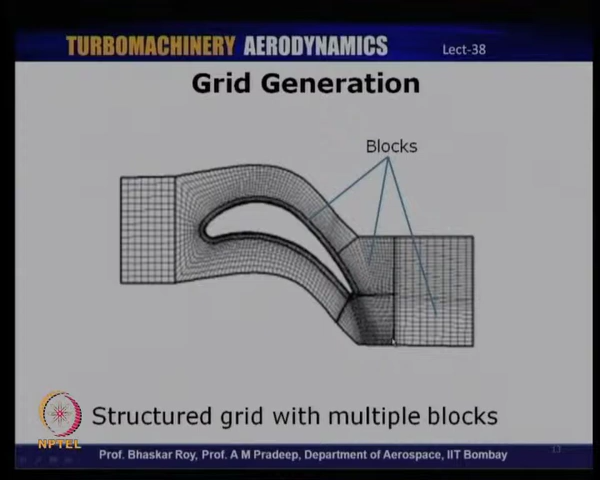 TURBOMACHINERY AERODYNAMICS Lect-38
Grid Generation
Blocks
Structured grid with multiple blocks
NPTEL
Prof. Bhaskar Roy, Prof. A M Pradeep, Department of Aerospace, IIT Bombay